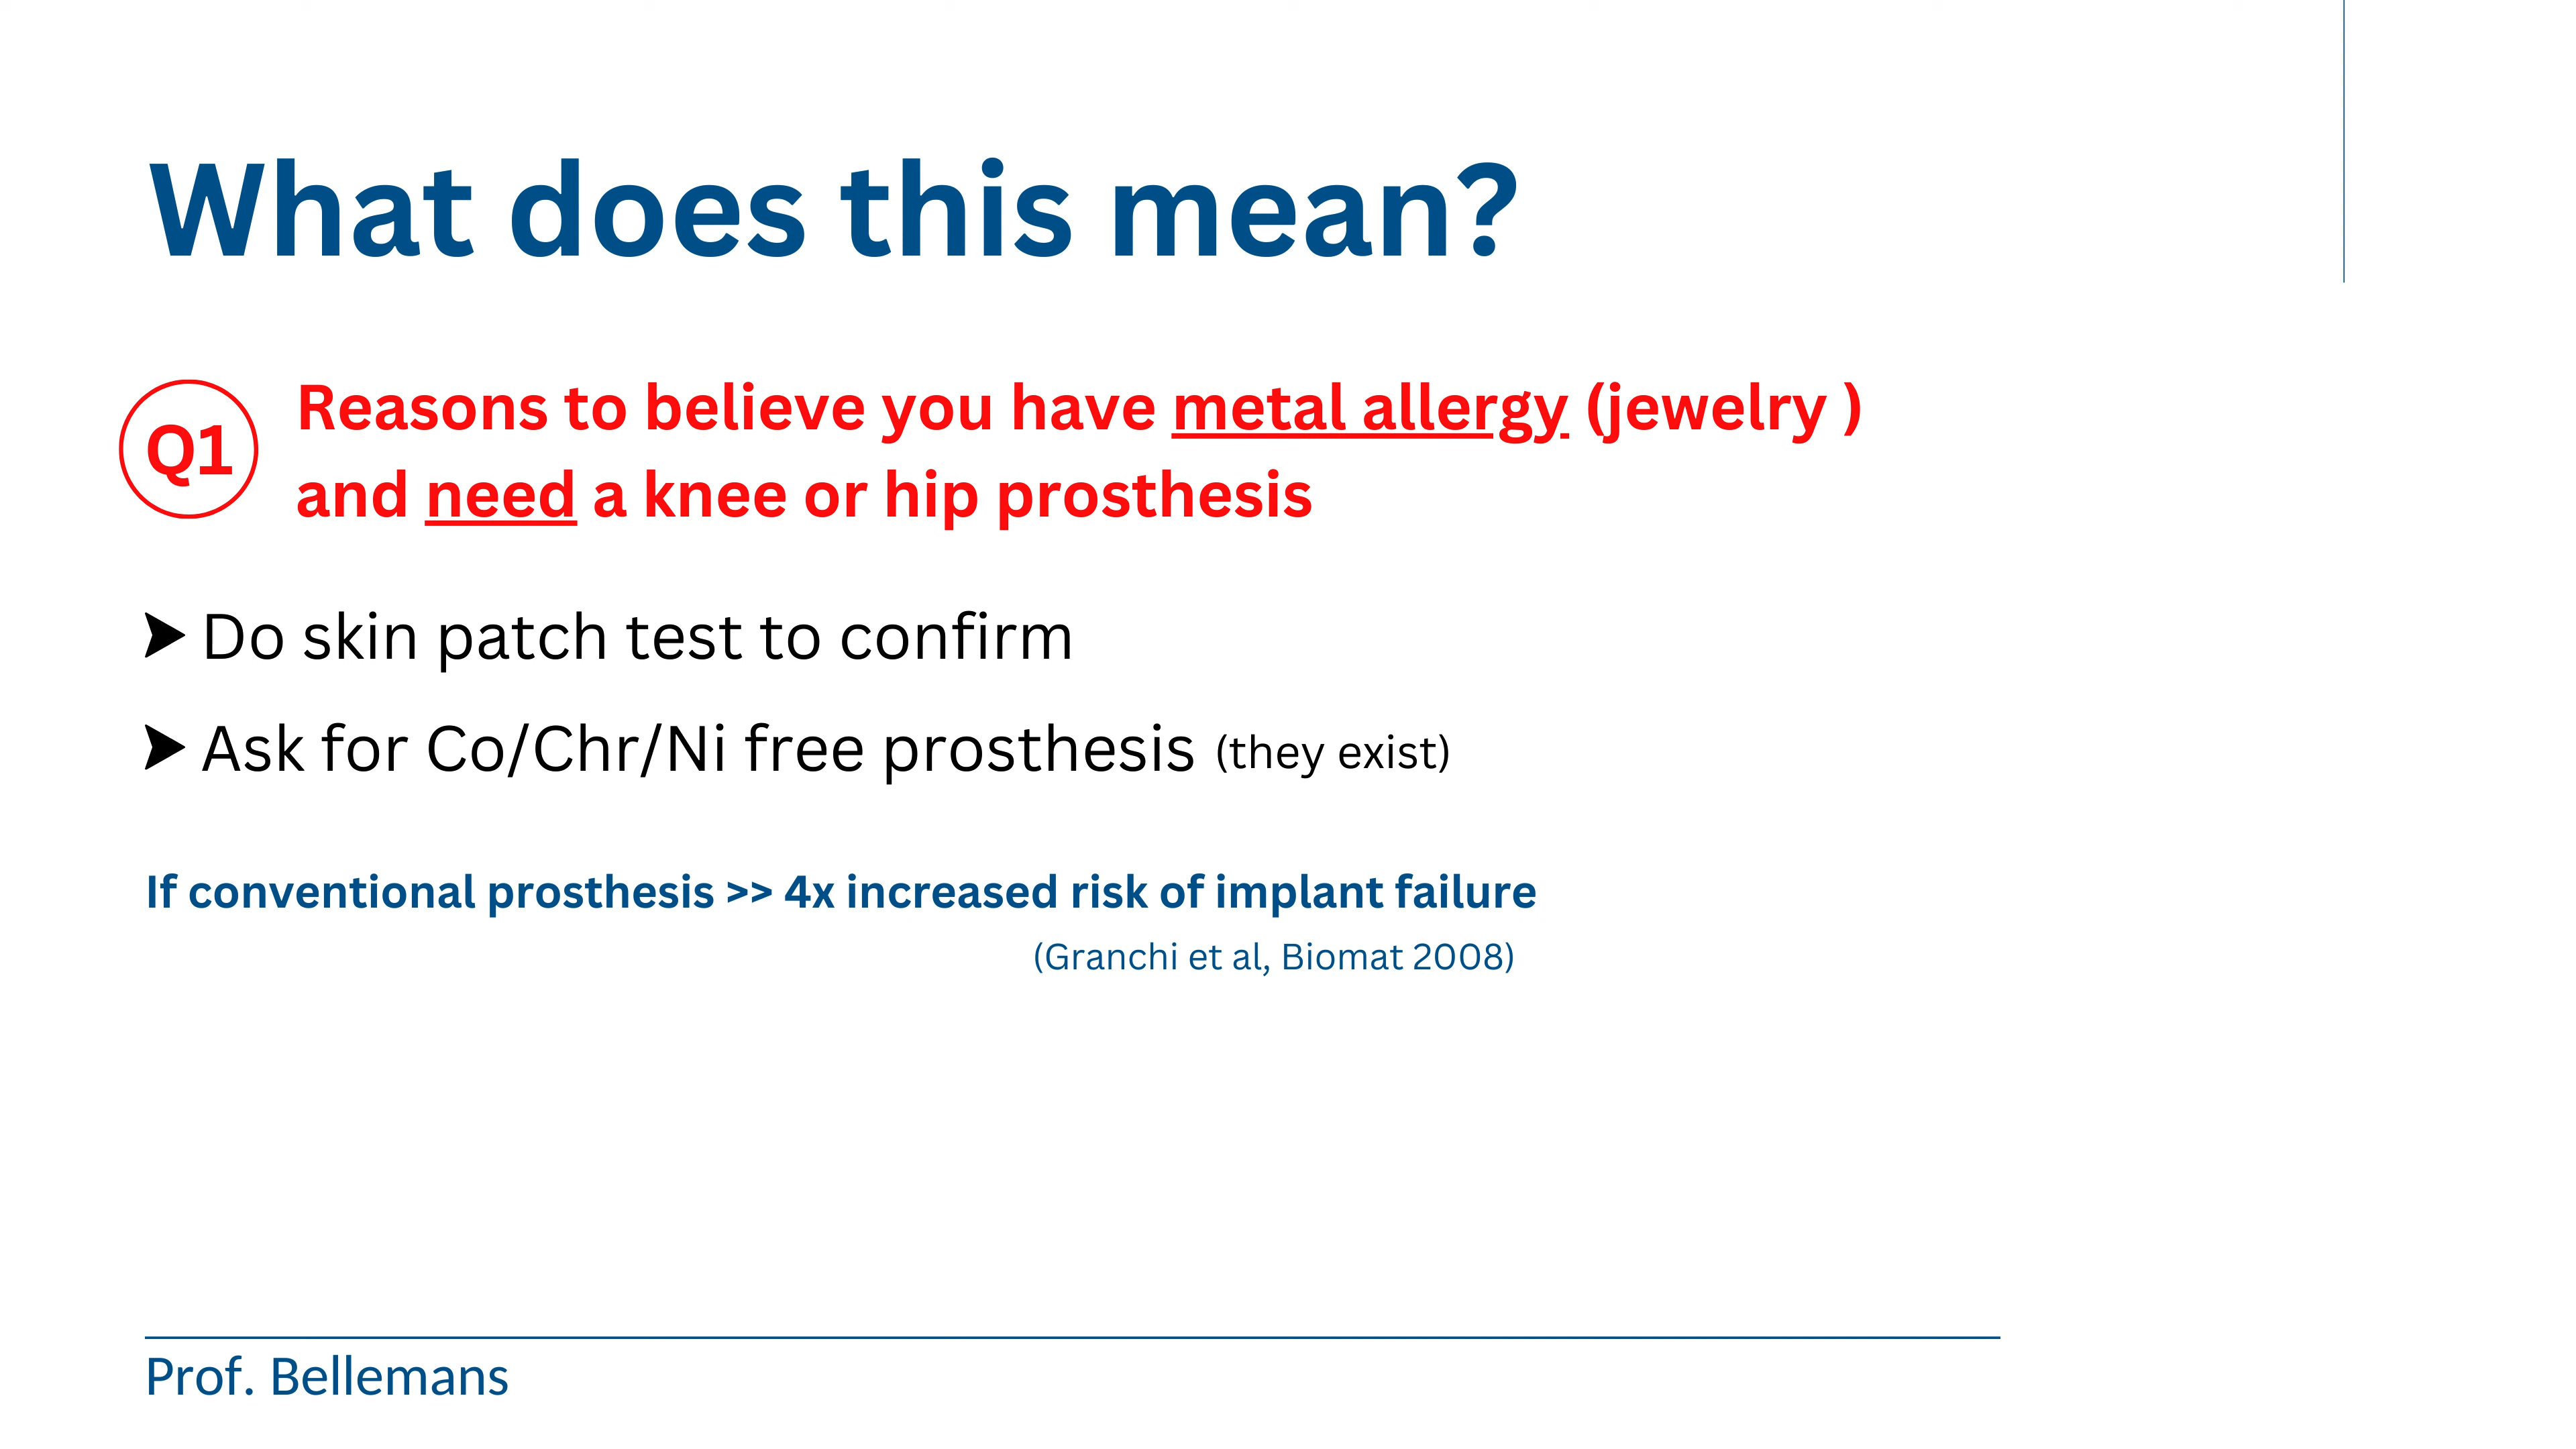 What does this mean?
Q1
Reasons to believe you have metal allergy (jewelry )
and need a knee or hip prosthesis
➤ Do skin patch test to confirm
➤ Ask for Co/Chr/Ni free prosthesis (they exist)
If conventional prosthesis >> 4x increased risk of implant failure
(Granchi et al, Biomat 2008)
Prof. Bellemans